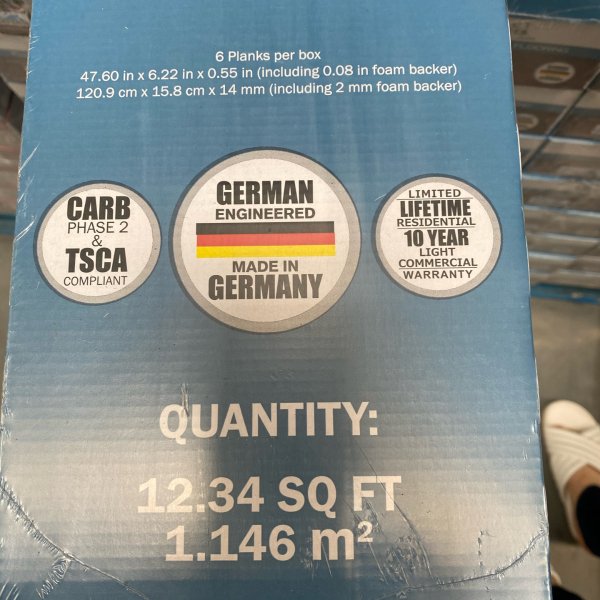 6 Planks per box
47.60 in x 6.22 in x 0.55 in (including 0.08 in foam backer)
120.9 cm x 15.8 cm x 14 mm (including 2 mm foam backer)
CARB
PHASE 2
&
TSCA
COMPLIANT
GERMAN
ENGINEERED
MADE IN
GERMANY
LIMITED
LIFETIME
RESIDENTIAL
10 YEAR
LIGHT
COMMERCIAL
WARRANTY
QUANTITY:
12.34 SQ FT
1.146 m²